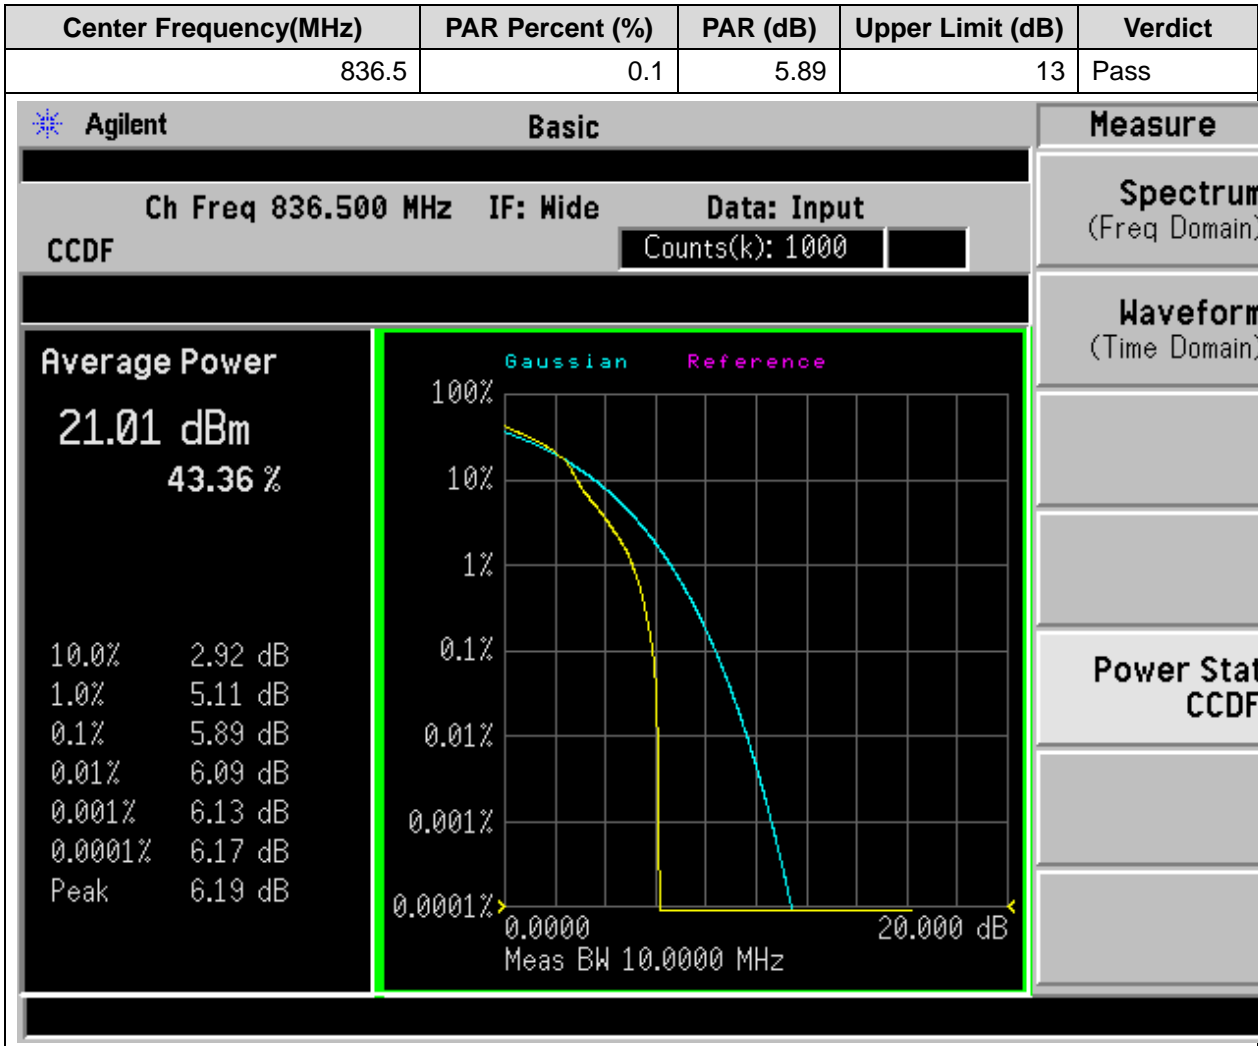 Center Frequency(MHz) PAR Percent (%) PAR (dB) Upper Limit (dB) Verdict
836.5 0.1 5.89 13 Pass
Agilent Basic Measure
Ch Freq 836.500 MHz IF: Wide Data: Input
CCDF Counts(k): 1000
Spectrum
(Freq Domain)
Waveform
(Time Domain)
Power Stat
CCDF
Average Power
21.01 dBm
43.36 %
10.0% 2.92 dB
1.0% 5.11 dB
0.1% 5.89 dB
0.01% 6.09 dB
0.001% 6.13 dB
0.0001% 6.17 dB
Peak 6.19 dB
Gaussian Reference
100%
10%
1%
0.1%
0.01%
0.001%
0.0001%
0.0000 20.000 dB
Meas BW 10.0000 MHz